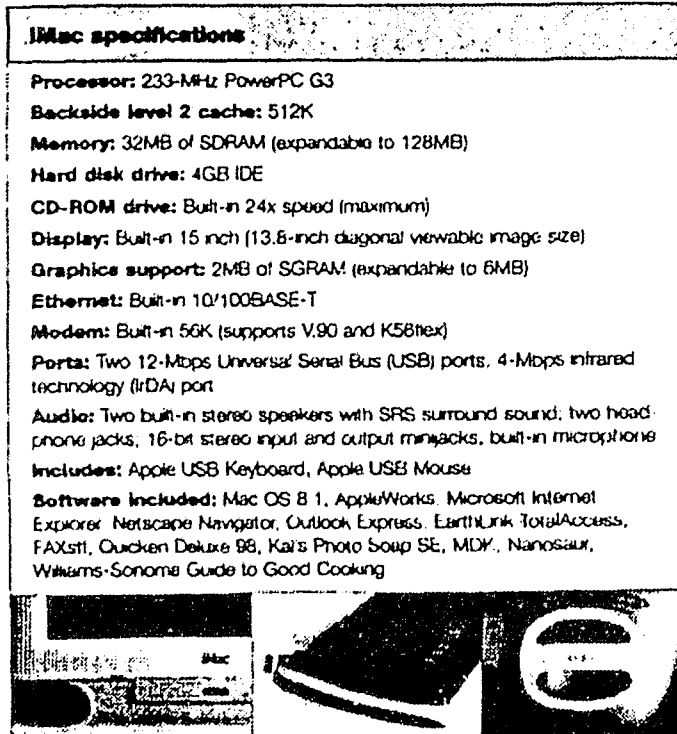 iMac specifications
Processor: 233-MHz PowerPC G3
Backside level 2 cache: 512K
Memory: 32MB of SDRAM (expandable to 128MB)
Hard disk drive: 4GB IDE
CD-ROM drive: Built-in 24x speed (maximum)
Display: Built-in 15 inch (13.8-inch diagonal viewable image size)
Graphics support: 2MB of SGRAM (expandable to 6MB)
Ethernet: Built-in 10/100BASE-T
Modem: Built-in 56K (supports V.90 and K56flex)
Ports: Two 12-Mbps Universal Serial Bus (USB) ports, 4-Mbps infrared
technology (IrDA) port
Audio: Two built-in stereo speakers with SRS surround sound; two head-
phone jacks; 16-bit stereo input and output minijacks, built-in microphone
Includes: Apple USB Keyboard, Apple USB Mouse
Software included: Mac OS 8.1, AppleWorks, Microsoft Internet
Explorer, Netscape Navigator, Outlook Express, EarthLink TotalAccess,
FAXstf, Quicken Deluxe 98, Kai's Photo Soap SE, MDK, Nanosaur,
Williams-Sonoma Guide to Good Cooking
iMac